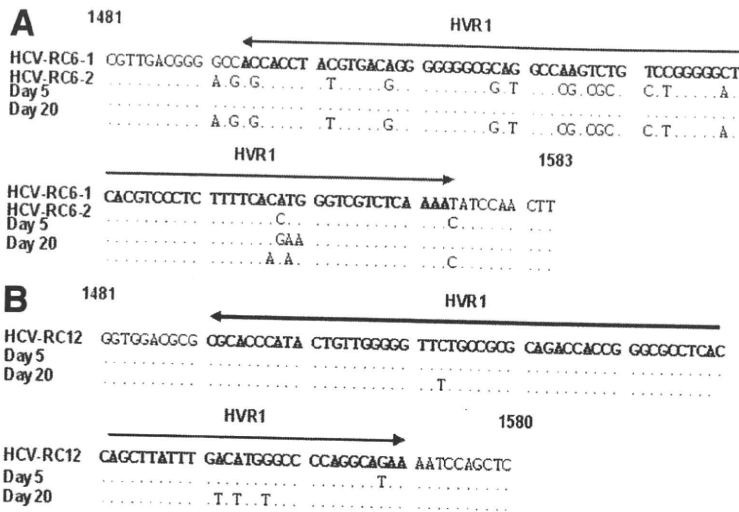 A
1481
HVR1
HCV-RC6-1 CGTTGACGGG GCCACCACCT ACGTGACAGG GGGGGCGCAG GCCAAGTCTG TCCGGGGGCT
HCV-RC6-2 A.G.G.......T.....G..........G.T....CG.CGC..C.T.....A.
Day 5
Day 20 A.G.G.......T.....G..........G.T....CG.CGC..C.T.....A.
HVR1
1583
HCV-RC6-1 CACGTCCCTC TTTTCACATG GGTCGTCTCA AAATATCCAA CTT
HCV-RC6-2 C C
Day 5 GAA
Day 20 A.A C
B
1481
HVR1
HCV-RC12 GGTGGACGCG CGCACCCATA CTGTTGGGGG TTCTGCCGCG CAGACCACCG GGCGCCTCAC
Day 5
Day 20 T
HVR1
1580
HCV-RC12 CAGCTTATTT GACATGGGCC CCAGGCAGAA AATCCAGCTC
Day 5 T
Day 20 T.T..T